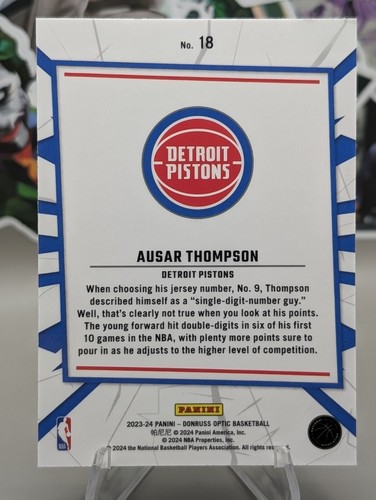 No. 18
DETROIT
PISTONS
AUSAR THOMPSON
DETROIT PISTONS
When choosing his jersey number, No. 9, Thompson
described himself as a “single-digit-number guy.”
Well, that's clearly not true when you look at his points.
The young forward hit double-digits in six of his first
10 games in the NBA, with plenty more points sure to
pour in as he adjusts to the higher level of competition.
PANINI
2023-24 PANINI – DONRUSS OPTIC BASKETBALL
帕尼尼 © 2024 Panini America, Inc.
© 2024 NBA Properties, Inc.
© 2024 the National Basketball Players Association. All rights
NBA